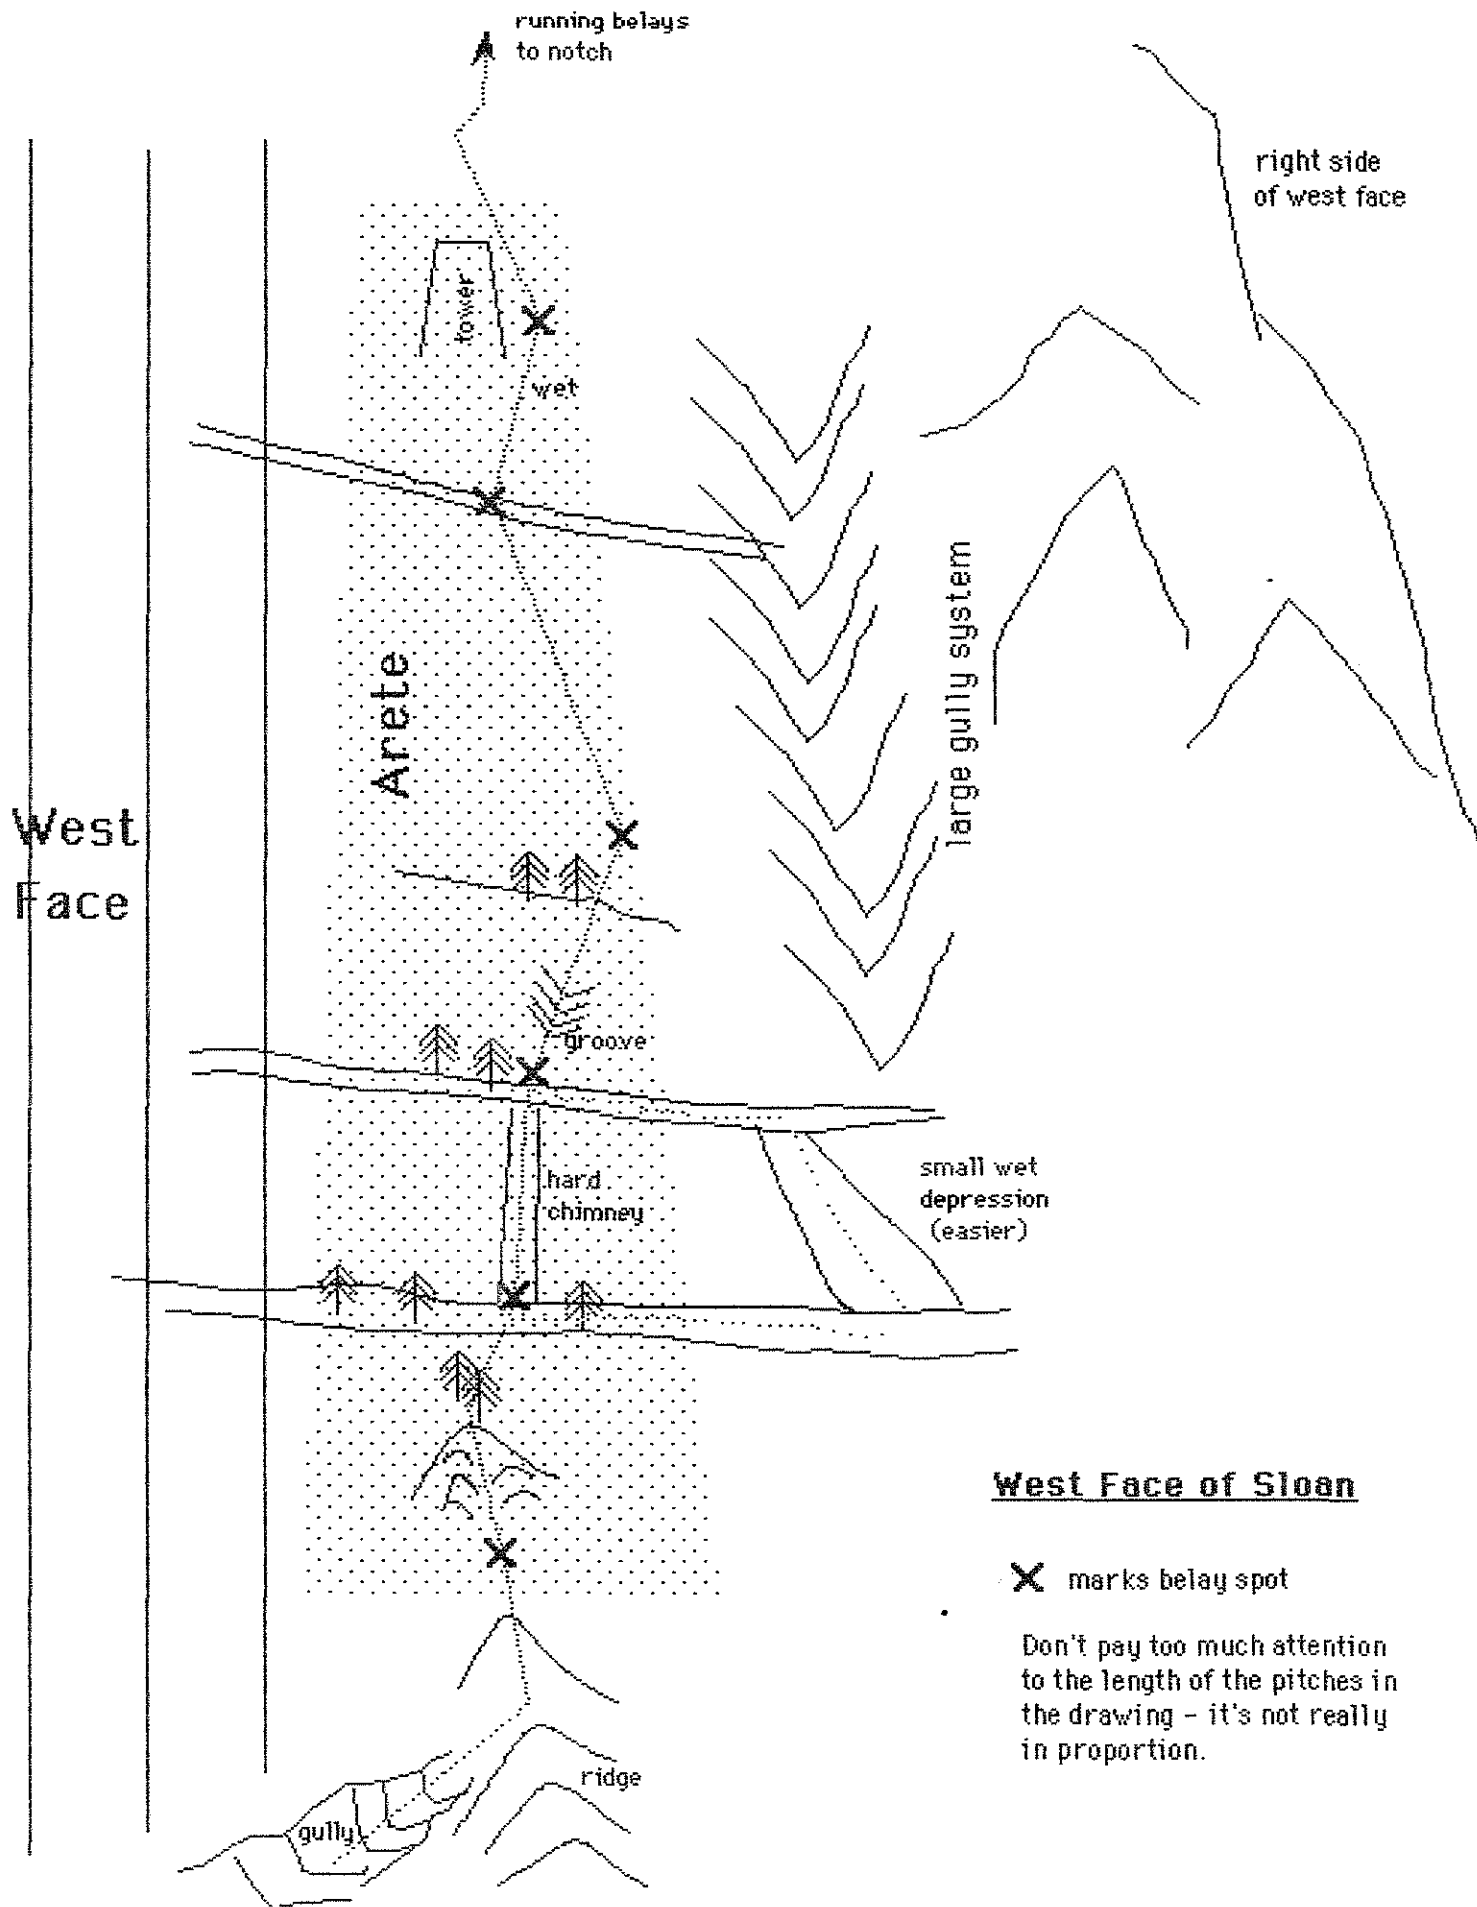 running belays
to notch
right side
of west face
tower
wet
Arete
large gully system
West
Face
groove
hard
chimney
small wet
depression
(easier)
West Face of Sloan
X marks belay spot
Don't pay too much attention
to the length of the pitches in
the drawing - it's not really
in proportion.
ridge
gully